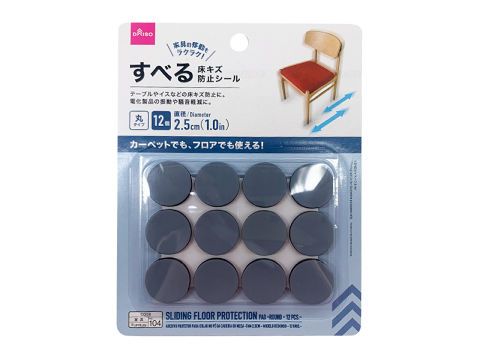 DAISO
家具の移動も
ラクラク!
すべる 床キズ
防止シール
テーブルやイスなどの床キズ防止に。
電化製品の振動や騒音軽減に。
丸
タイプ
12個
直径/Diameter
2.5cm(1.0in)
カーペットでも、フロアでも使える!
SLIDING FLOOR PROTECTION PAD -ROUND- 12 PCS-
家具
Furniture
104